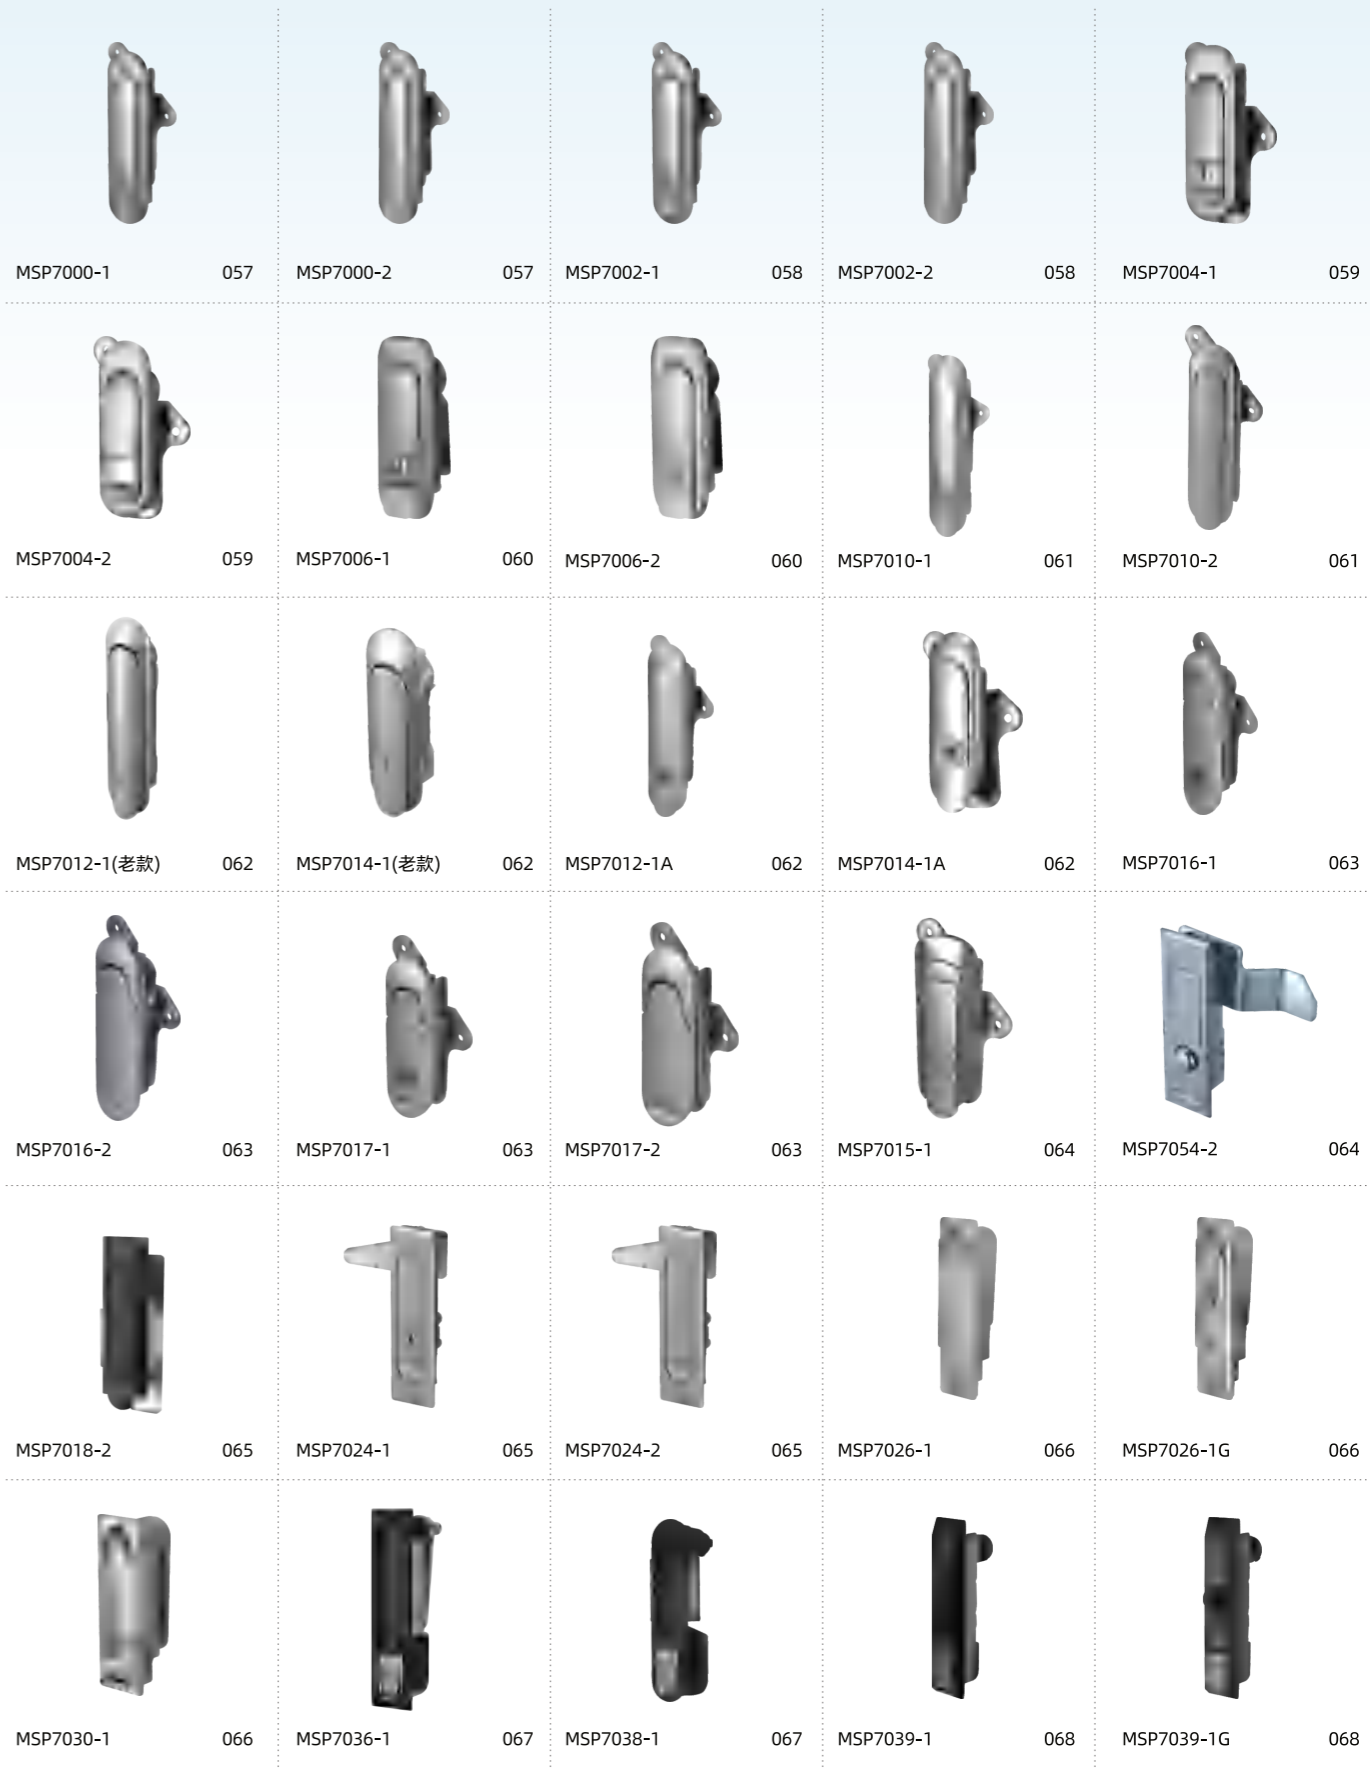 MSP7000-1 057 MSP7000-2 057 MSP7002-1 058 MSP7002-2 058 MSP7004-1 059
MSP7004-2 059 MSP7006-1 060 MSP7006-2 060 MSP7010-1 061 MSP7010-2 061
MSP7012-1(老款) 062 MSP7014-1(老款) 062 MSP7012-1A 062 MSP7014-1A 062 MSP7016-1 063
MSP7016-2 063 MSP7017-1 063 MSP7017-2 063 MSP7015-1 064 MSP7054-2 064
MSP7018-2 065 MSP7024-1 065 MSP7024-2 065 MSP7026-1 066 MSP7026-1G 066
MSP7030-1 066 MSP7036-1 067 MSP7038-1 067 MSP7039-1 068 MSP7039-1G 068